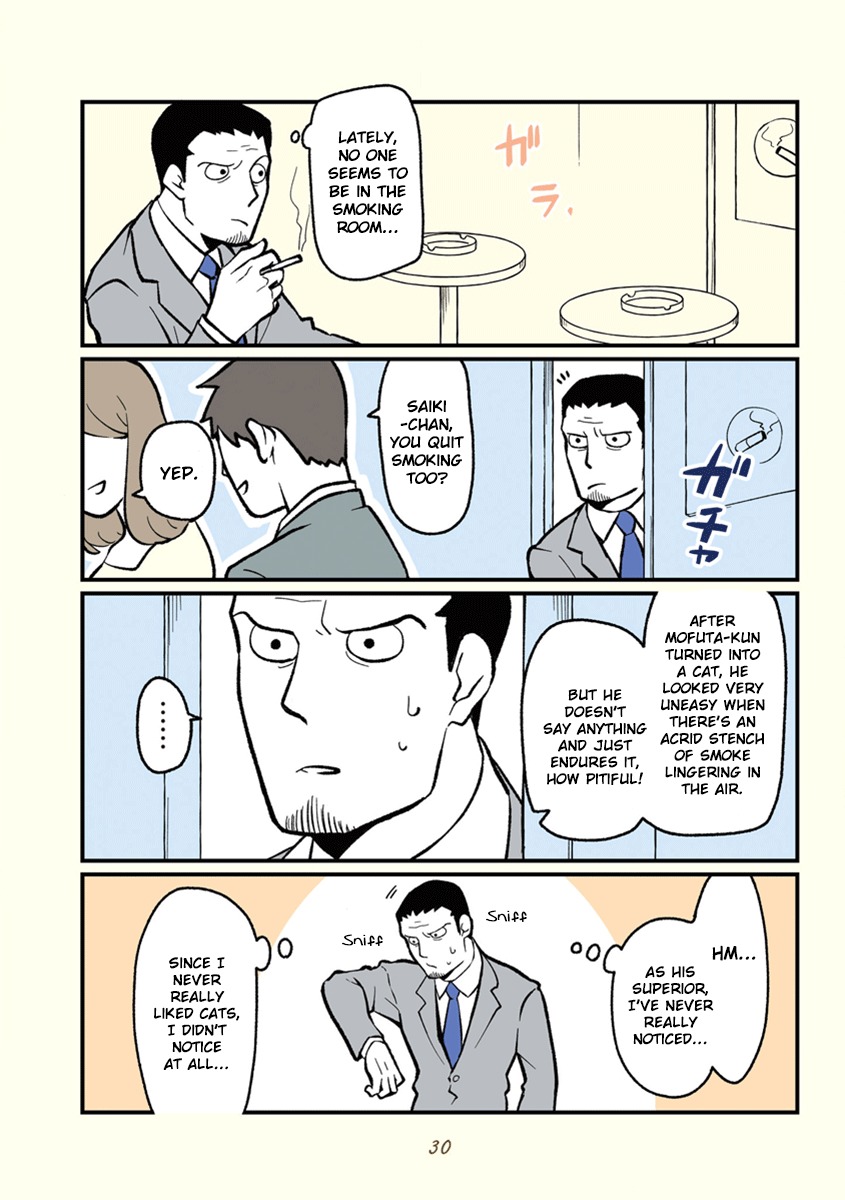 LATELY,
NO ONE
SEEMS TO
BE IN THE
SMOKING
ROOM...
ガ
ラ.
SAIKI
-CHAN,
YOU QUIT
SMOKING
TOO?
YEP.
ガチャ
AFTER
MOFUTA-KUN
TURNED INTO
A CAT, HE
LOOKED VERY
UNEASY WHEN
THERE'S AN
ACRID STENCH
OF SMOKE
LINGERING IN
THE AIR.
BUT HE
DOESN'T
SAY ANYTHING
AND JUST
ENDURES IT,
HOW PITIFUL!
......
HM...
AS HIS
SUPERIOR,
I'VE NEVER
REALLY
NOTICED...
Sniff
Sniff
SINCE I
NEVER
REALLY
LIKED CATS,
I DIDN'T
NOTICE
AT ALL...
30